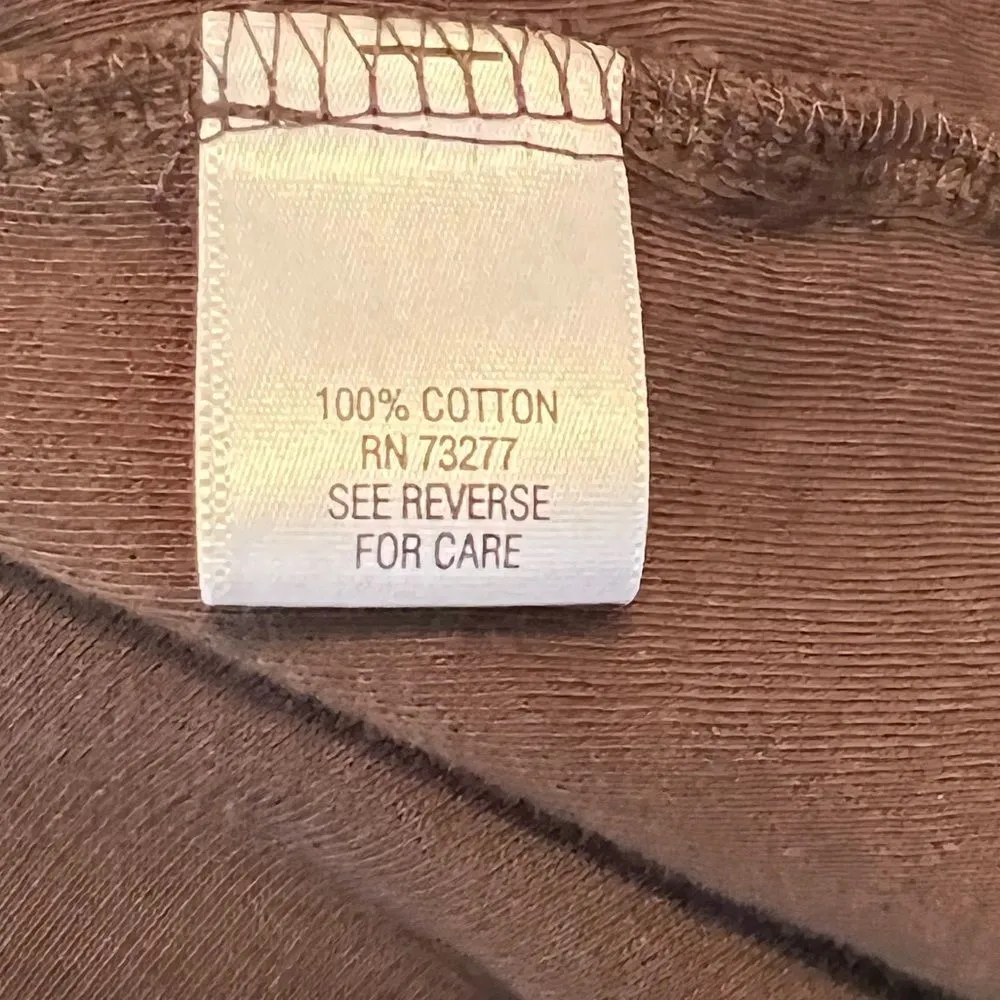 100% COTTON
RN 73277
SEE REVERSE
FOR CARE